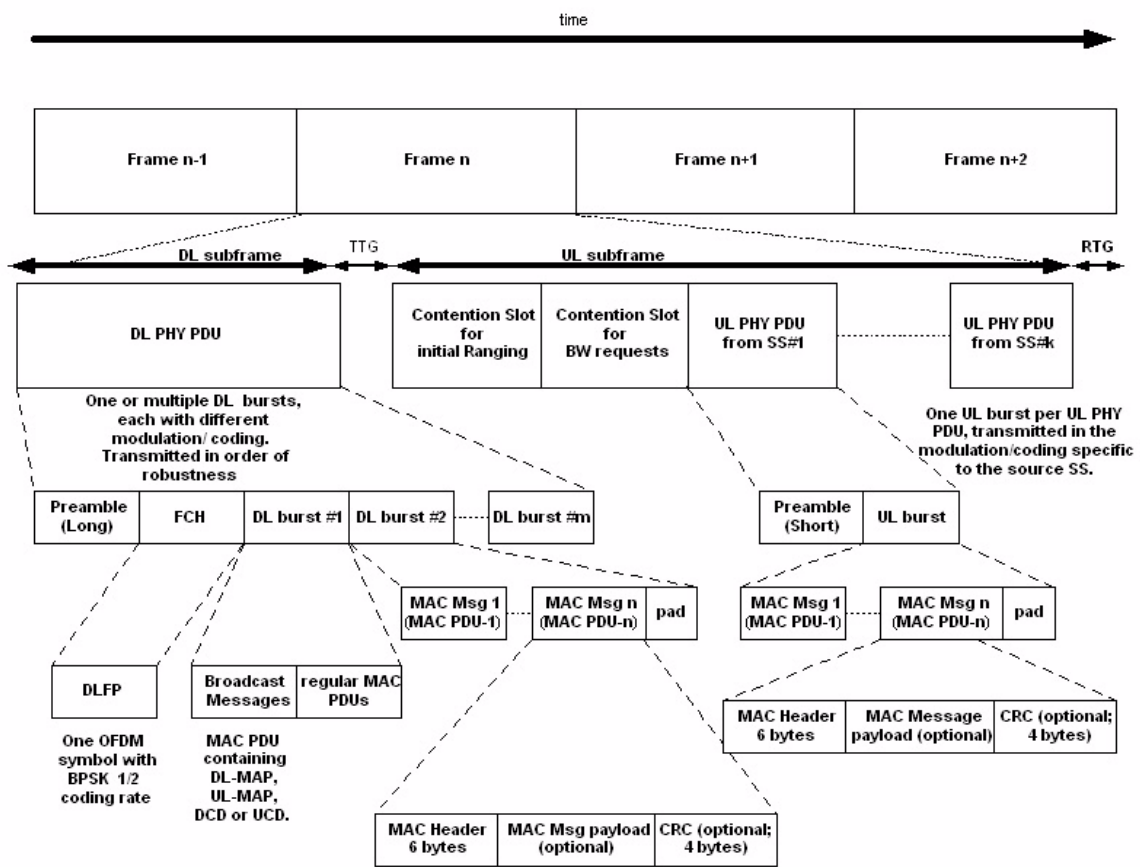 time
Frame n-1
Frame n
Frame n+1
Frame n+2
DL subframe
TTG
UL subframe
RTG
DL PHY PDU
Contention Slot
for
initial Ranging
Contention Slot
for
BW requests
UL PHY PDU
from SS#1
UL PHY PDU
from SS#k
One or multiple DL bursts,
each with different
modulation/ coding.
Transmitted in order of
robustness
One UL burst per UL PHY
PDU, transmitted in the
modulation/coding specific
to the source SS.
Preamble
(Long)
FCH
DL burst #1
DL burst #2
DL burst #m
Preamble
(Short)
UL burst
MAC Msg 1
(MAC PDU-1)
MAC Msg n
(MAC PDU-n)
pad
MAC Msg 1
(MAC PDU-1)
MAC Msg n
(MAC PDU-n)
pad
DLFP
Broadcast
Messages
regular MAC
PDUs
One OFDM
symbol with
BPSK 1/2
coding rate
MAC PDU
containing
DL-MAP,
UL-MAP,
DCD or UCD.
MAC Header
6 bytes
MAC Message
payload (optional)
CRC (optional;
4 bytes)
MAC Header
6 bytes
MAC Msg payload
(optional)
CRC (optional;
4 bytes)